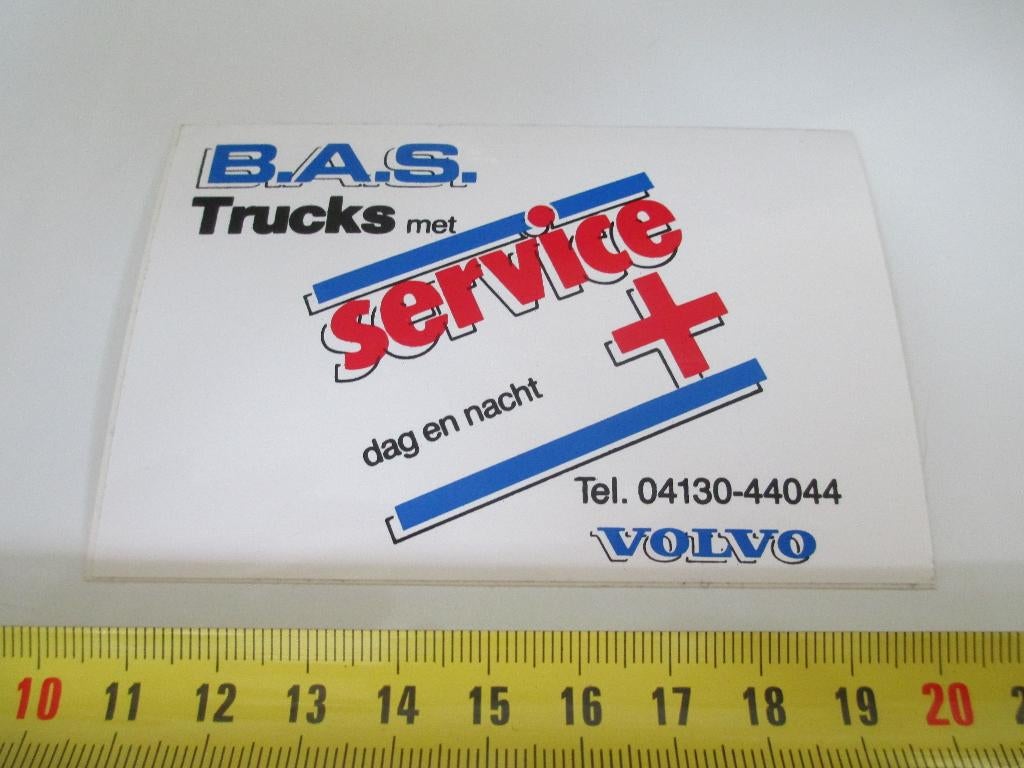 B.A.S.
Trucks met
service
+
dag en nacht
Tel. 04130-44044
VOLVO
10 11 12 13 14 15 16 17 18 19 20